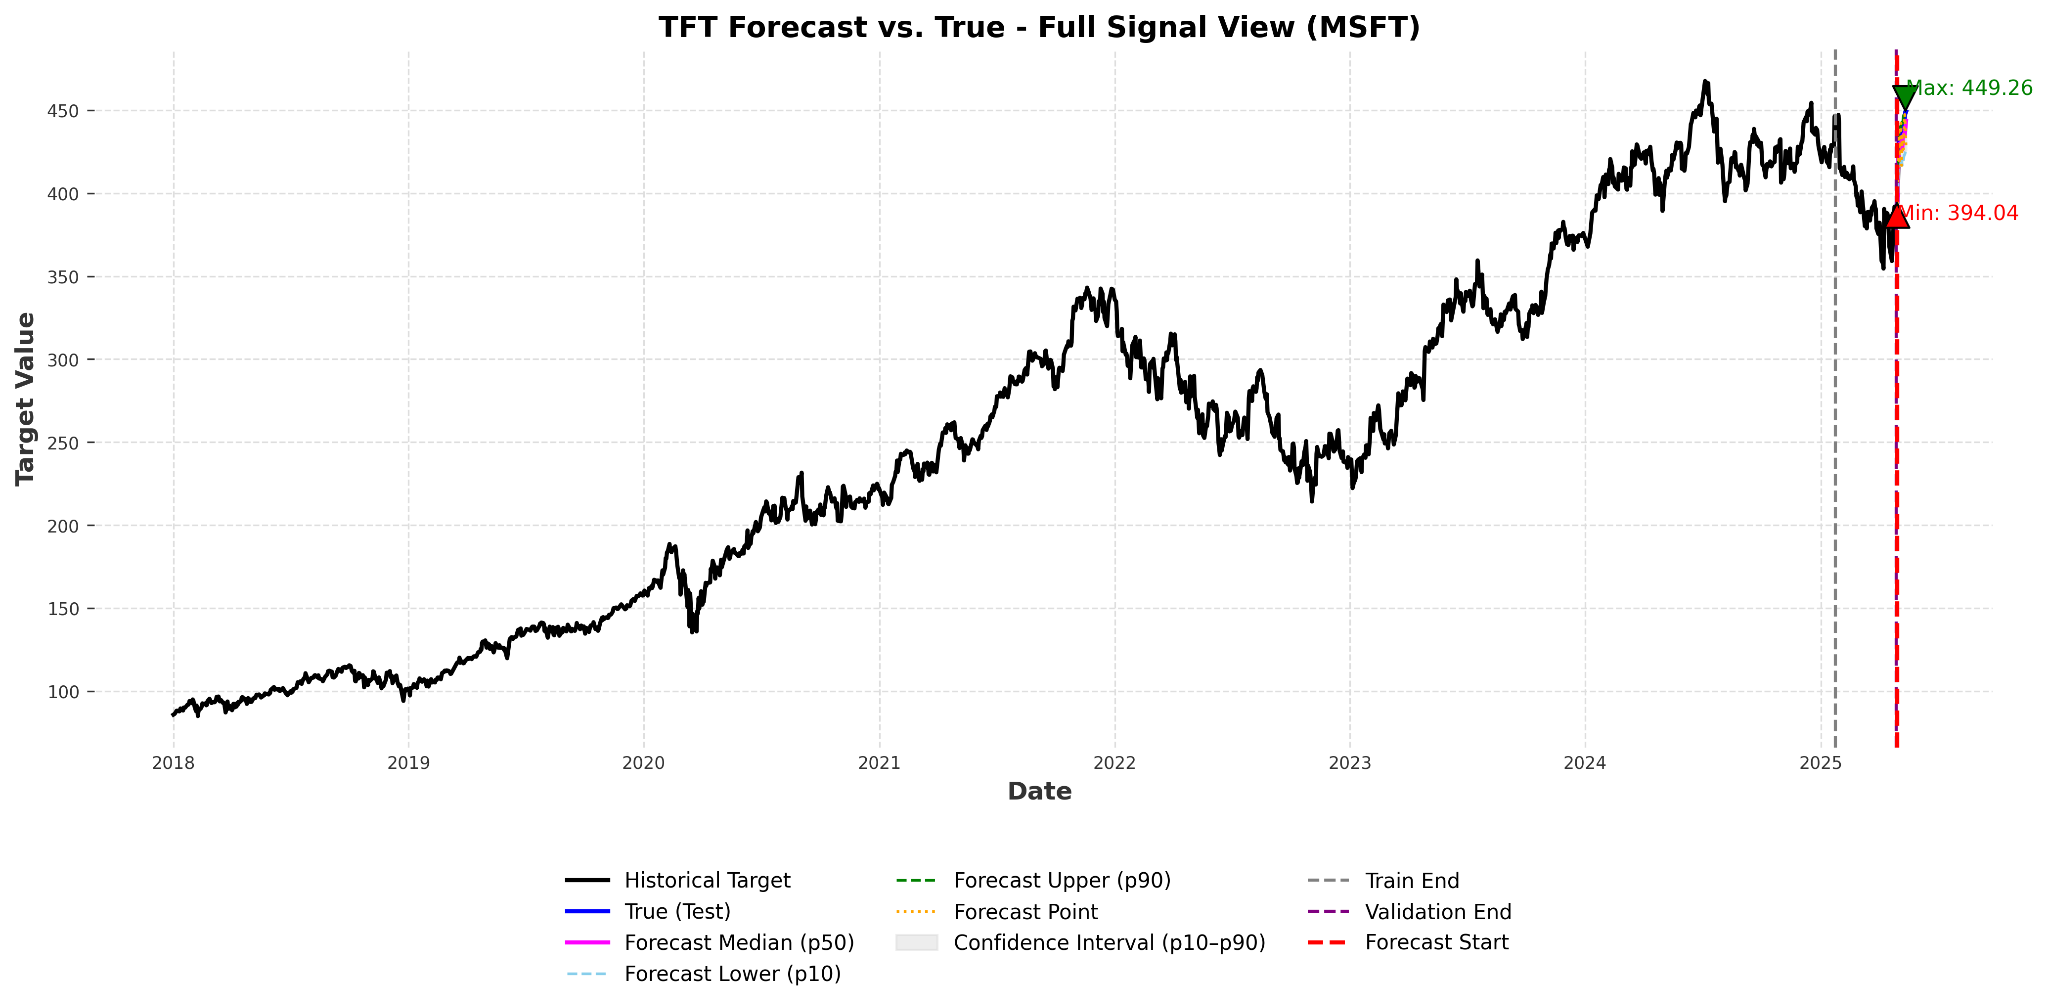 TFT Forecast vs. True - Full Signal View (MSFT)
Max: 449.26
Min: 394.04
Target Value
450
400
350
300
250
200
150
100
2018
2019
2020
2021
2022
2023
2024
2025
Date
Historical Target
True (Test)
Forecast Median (p50)
Forecast Lower (p10)
Forecast Upper (p90)
Forecast Point
Confidence Interval (p10–p90)
Train End
Validation End
Forecast Start